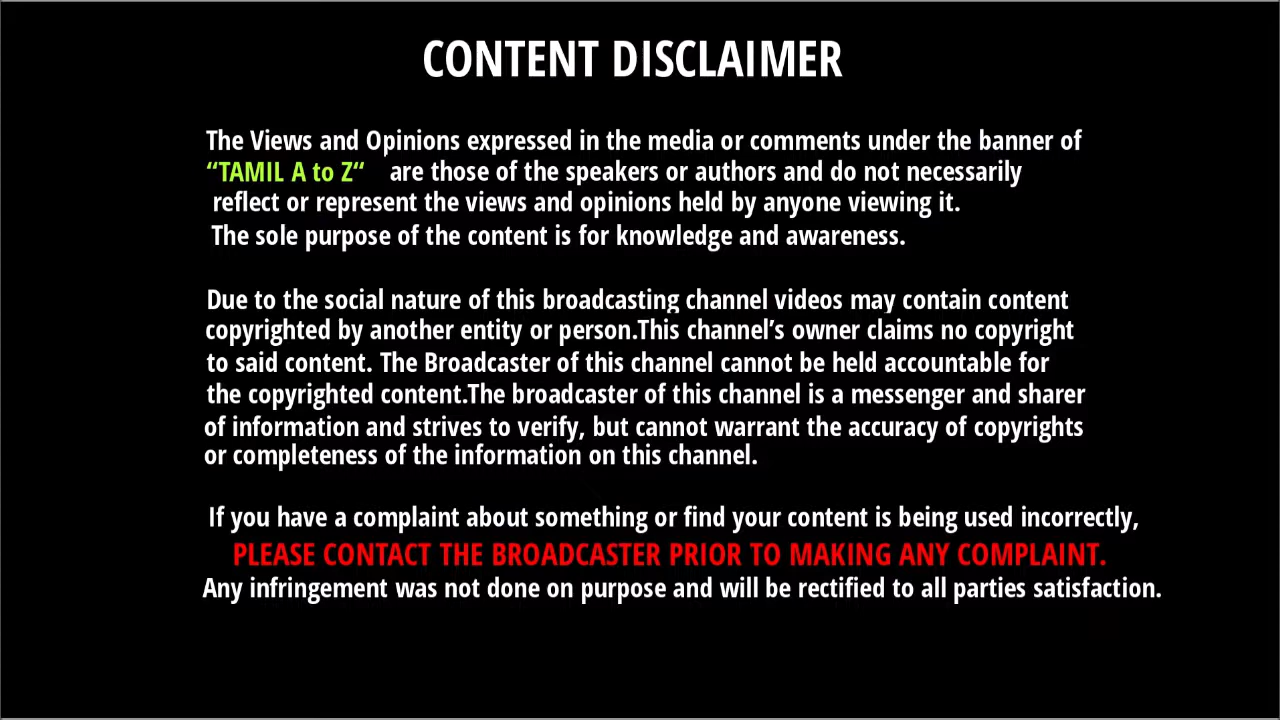 CONTENT DISCLAIMER
The Views and Opinions expressed in the media or comments under the banner of
“TAMIL A to Z“ are those of the speakers or authors and do not necessarily
reflect or represent the views and opinions held by anyone viewing it.
The sole purpose of the content is for knowledge and awareness.
Due to the social nature of this broadcasting channel videos may contain content
copyrighted by another entity or person.This channel’s owner claims no copyright
to said content. The Broadcaster of this channel cannot be held accountable for
the copyrighted content.The broadcaster of this channel is a messenger and sharer
of information and strives to verify, but cannot warrant the accuracy of copyrights
or completeness of the information on this channel.
If you have a complaint about something or find your content is being used incorrectly,
PLEASE CONTACT THE BROADCASTER PRIOR TO MAKING ANY COMPLAINT.
Any infringement was not done on purpose and will be rectified to all parties satisfaction.